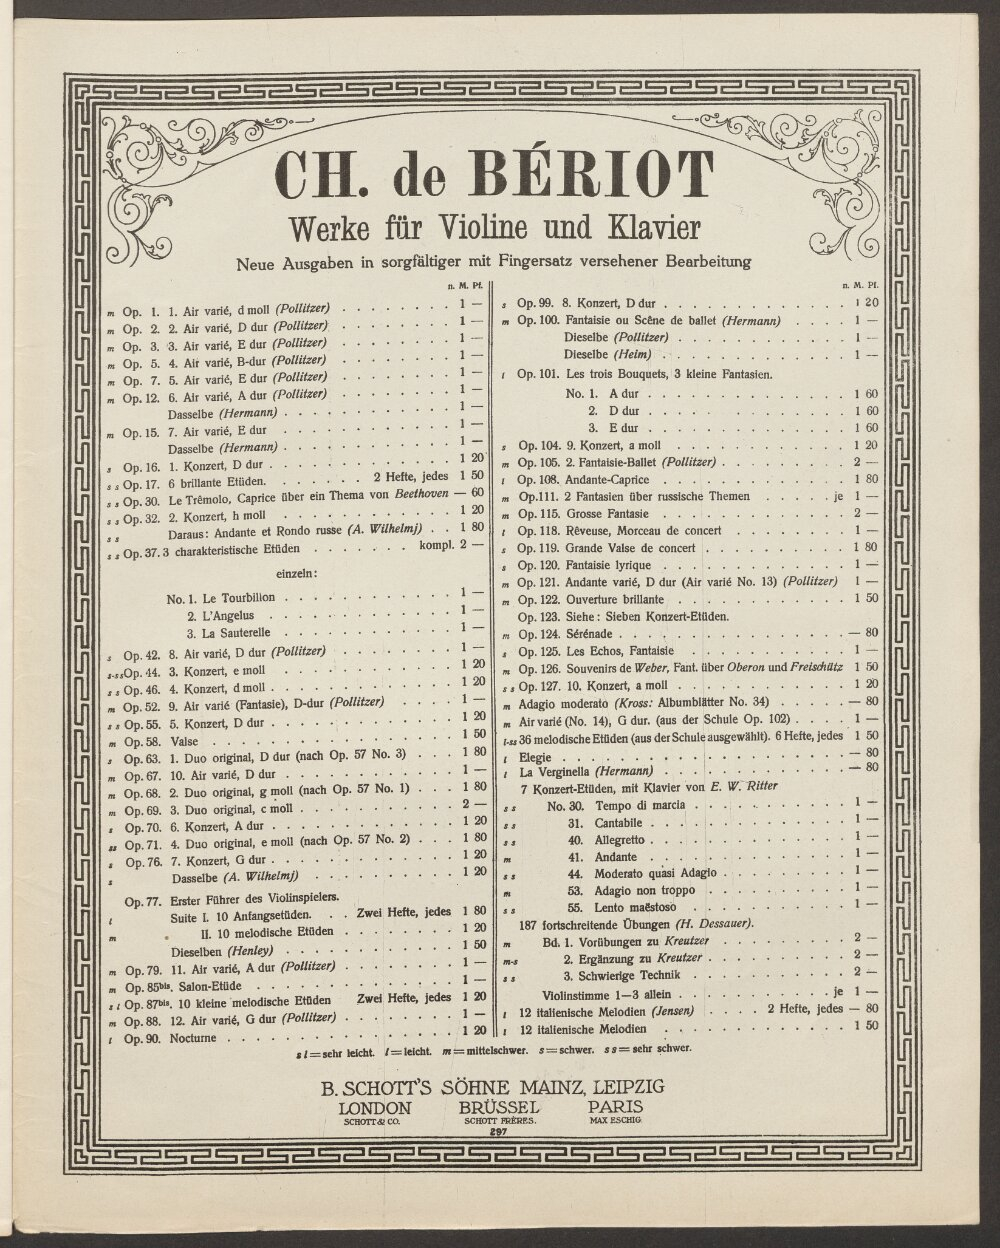 CH. de BÉRIOT
Werke für Violine und Klavier
Neue Ausgaben in sorgfältiger mit Fingersatz versehener Bearbeitung
n. M. Pf.
m Op. 1. 1. Air varié, d moll (Pollitzer) . . . . . . . 1 —
m Op. 2. 2. Air varié, D dur (Pollitzer) . . . . . . . 1 —
m Op. 3. 3. Air varié, E dur (Pollitzer) . . . . . . . 1 —
m Op. 5. 4. Air varié, B-dur (Pollitzer) . . . . . . . 1 —
m Op. 7. 5. Air varié, E dur (Pollitzer) . . . . . . . 1 —
m Op. 12. 6. Air varié, A dur (Pollitzer) . . . . . . . 1 —
Dasselbe (Hermann) . . . . . . . 1 —
m Op. 15. 7. Air varié, E dur . . . . . . . 1 —
Dasselbe (Hermann) . . . . . . . 1 —
s Op. 16. 1. Konzert, D dur . . . . . . . 1 20
s s Op. 17. 6 brillante Etüden. . . . . . . 2 Hefte, jedes 1 50
s s Op. 30. Le Trêmolo, Caprice über ein Thema von Beethoven — 60
s s Op. 32. 2. Konzert, h moll . . . . . . . 1 20
s s Daraus: Andante et Rondo russe (A. Wilhelmj) . . 1 80
s s Op. 37. 3 charakteristische Etüden . . . . . . . kompl. 2 —
einzeln:
No. 1. Le Tourbillon . . . . . . . 1 —
2. L'Angelus . . . . . . . 1 —
3. La Sauterelle . . . . . . . 1 —
s Op. 42. 8. Air varié, D dur (Pollitzer) . . . . . . . 1 —
s-ss Op. 44. 3. Konzert, e moll . . . . . . . 1 20
s s Op. 46. 4. Konzert, d moll . . . . . . . 1 20
m Op. 52. 9. Air varié (Fantasie), D-dur (Pollitzer) . . . . 1 —
s s Op. 55. 5. Konzert, D dur . . . . . . . 1 20
m Op. 58. Valse . . . . . . . 1 50
s Op. 63. 1. Duo original, D dur (nach Op. 57 No. 3) . . . 1 80
m Op. 67. 10. Air varié, D dur . . . . . . . 1 —
m Op. 68. 2. Duo original, g moll (nach Op. 57 No. 1) . . . 1 80
m Op. 69. 3. Duo original, c moll . . . . . . . 2 —
s Op. 70. 6. Konzert, A dur . . . . . . . 1 20
ss Op. 71. 4. Duo original, e moll (nach Op. 57 No. 2) . . . 1 80
s Op. 76. 7. Konzert, G dur . . . . . . . 1 20
s Dasselbe (A. Wilhelmj) . . . . . . . 1 20
Op. 77. Erster Führer des Violinspielers.
l Suite I. 10 Anfangsetüden. . . Zwei Hefte, jedes 1 80
m II. 10 melodische Etüden . . . . . . . 1 20
Dieselben (Henley) . . . . . . . 1 50
m Op. 79. 11. Air varié, A dur (Pollitzer) . . . . . . . 1 —
m Op. 85bis. Salon-Etüde . . . . . . . 1 —
s l Op. 87bis. 10 kleine melodische Etüden Zwei Hefte, jedes 1 20
m Op. 88. 12. Air varié, G dur (Pollitzer) . . . . . . . 1 —
l Op. 90. Nocturne . . . . . . . 1 20
n. M. Pf.
s Op. 99. 8. Konzert, D dur . . . . . . . 1 20
m Op. 100. Fantaisie ou Scêne de ballet (Hermann) . . . . 1 —
Dieselbe (Pollitzer) . . . . . . . 1 —
Dieselbe (Heim) . . . . . . . 1 —
l Op. 101. Les trois Bouquets, 3 kleine Fantasien.
No. 1. A dur . . . . . . . 1 60
2. D dur . . . . . . . 1 60
3. E dur . . . . . . . 1 60
s Op. 104. 9. Konzert, a moll . . . . . . . 1 20
m Op. 105. 2. Fantaisie-Ballet (Pollitzer) . . . . . . . 2 —
l Op. 108. Andante-Caprice . . . . . . . 1 80
m Op. 111. 2 Fantasien über russische Themen . . . . . je 1 —
m Op. 115. Grosse Fantasie . . . . . . . 2 —
l Op. 118. Rêveuse, Morceau de concert . . . . . . . 1 —
s Op. 119. Grande Valse de concert . . . . . . . 1 80
s Op. 120. Fantaisie lyrique . . . . . . . 1 —
m Op. 121. Andante varié, D dur (Air varié No. 13) (Pollitzer) 1 —
m Op. 122. Ouverture brillante . . . . . . . 1 50
Op. 123. Siehe: Sieben Konzert-Etüden.
m Op. 124. Sérénade . . . . . . . — 80
s Op. 125. Les Echos, Fantaisie . . . . . . . 1 —
m Op. 126. Souvenirs de Weber, Fant. über Oberon und Freischütz 1 50
s s Op. 127. 10. Konzert, a moll . . . . . . . 1 20
m Adagio moderato (Kross: Albumblätter No. 34) . . . . . — 80
m Air varié (No. 14), G dur. (aus der Schule Op. 102) . . . . 1 —
l-ss 36 melodische Etüden (aus der Schule ausgewählt). 6 Hefte, jedes 1 50
l Elegie . . . . . . . — 80
l La Verginella (Hermann) . . . . . . . — 80
7 Konzert-Etüden, mit Klavier von E. W. Ritter
s s No. 30. Tempo di marcia . . . . . . . 1 —
s s 31. Cantabile . . . . . . . 1 —
s s 40. Allegretto . . . . . . . 1 —
m 41. Andante . . . . . . . 1 —
s s 44. Moderato quasi Adagio . . . . . . . 1 —
m 53. Adagio non troppo . . . . . . . 1 —
s s 55. Lento maëstoso . . . . . . . 1 —
187 fortschreitende Übungen (H. Dessauer).
m Bd. 1. Vorübungen zu Kreutzer . . . . . . . 2 —
m-s 2. Ergänzung zu Kreutzer . . . . . . . 2 —
s s 3. Schwierige Technik . . . . . . . 2 —
Violinstimme 1—3 allein . . . . . . . je 1 —
l 12 italienische Melodien (Jensen) . . . . 2 Hefte, jedes — 80
l 12 italienische Melodien . . . . . . . 1 50
s l = sehr leicht. l = leicht. m = mittelschwer. s = schwer. s s = sehr schwer.
B. SCHOTT'S SÖHNE MAINZ, LEIPZIG
LONDON BRÜSSEL PARIS
SCHOTT & CO. SCHOTT FRÈRES. MAX ESCHIG
297